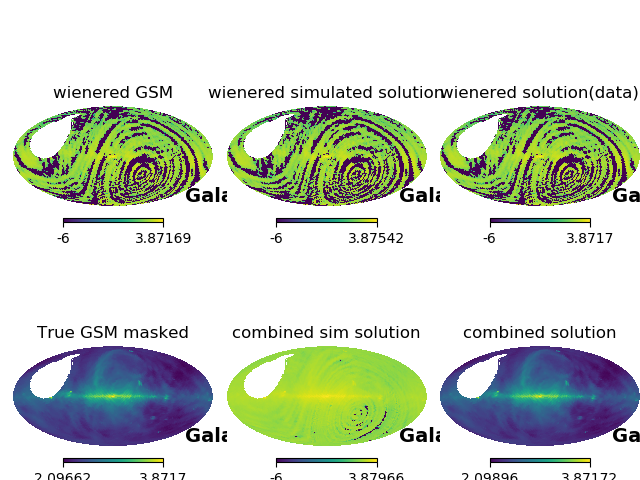 wienered GSM
wienered simulated solution
wienered solution(data)
Gala
Gala
Ga
-6 3.87169
-6 3.87542
-6 3.8717
True GSM masked
combined sim solution
combined solution
Gala
Gala
Ga
2.09662 3.8717
-6 3.87966
2.09896 3.87172